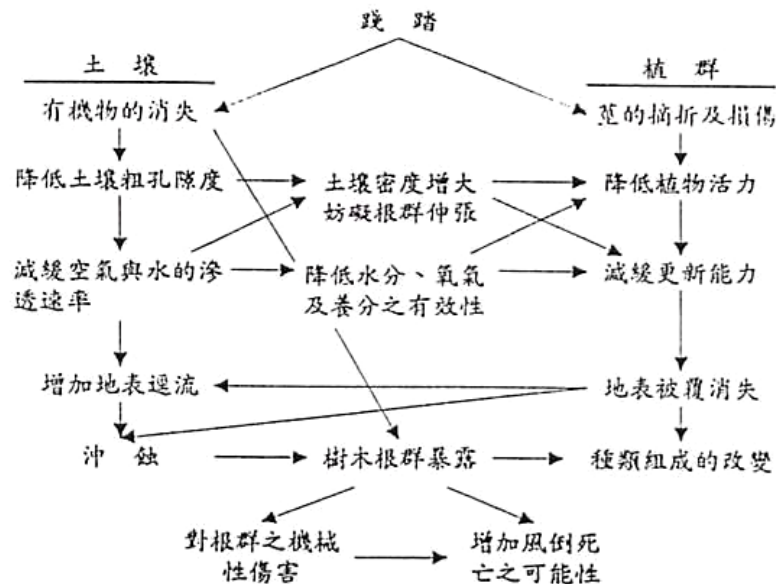 踐踏
土壤
植群
有機物的消失
莖的摘折及損傷
降低土壤粗孔隙度
土壤密度增大
妨礙根群伸張
降低植物活力
減緩空氣與水的滲
透速率
降低水分、氧氣
及養分之有效性
減緩更新能力
增加地表逕流
地表被覆消失
沖蝕
樹木根群暴露
種類組成的改變
對根群之機械
性傷害
增加風倒死
亡之可能性